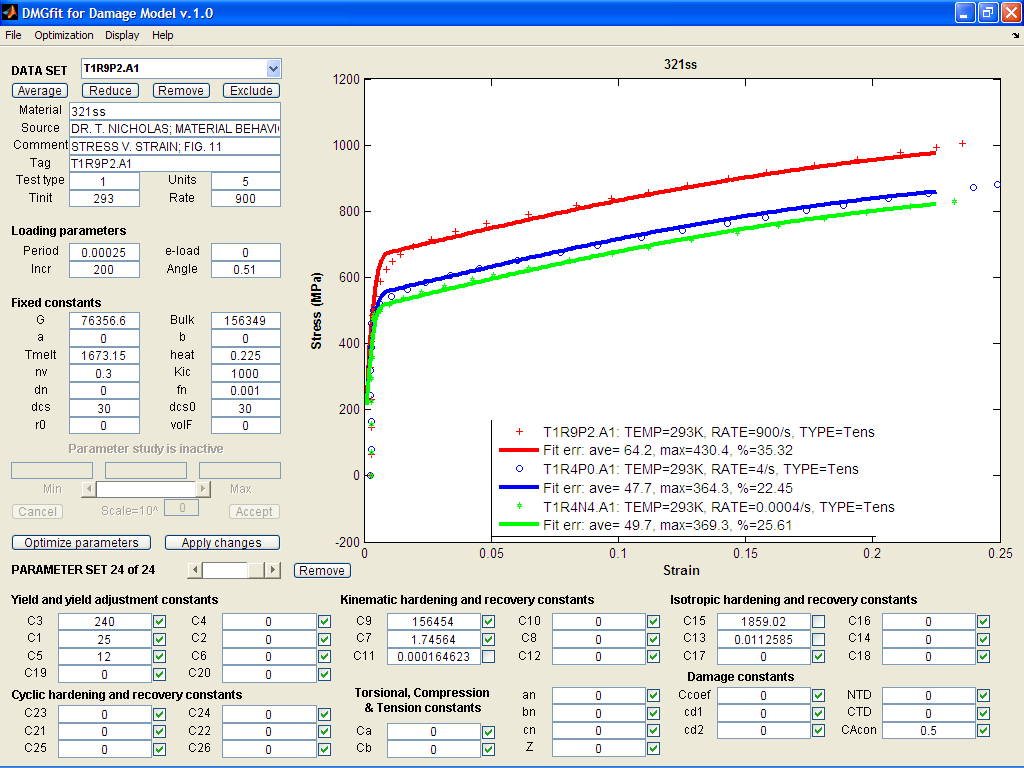 DMGfit for Damage Model v.1.0
File Optimization Display Help
DATA SET T1R9P2.A1
Average Reduce Remove Exclude
Material 321ss
Source DR. T. NICHOLAS; MATERIAL BEHAVI
Comment STRESS V. STRAIN; FIG. 11
Tag T1R9P2.A1
Test type 1 Units 5
Tinit 293 Rate 900
Loading parameters
Period 0.00025 e-load 0
Incr 200 Angle 0.51
Fixed constants
G 76356.6 Bulk 156349
a 0 b 0
Tmelt 1673.15 heat 0.225
nv 0.3 Kic 1000
dn 0 fn 0.001
dcs 30 dcs0 30
r0 0 volF 0
Parameter study is inactive
Min Max
Cancel Scale=10^ 0 Accept
Optimize parameters Apply changes
PARAMETER SET 24 of 24 Remove
321ss
Stress (MPa)
1200
1000
800
600
400
200
0
-200
0 0.05 0.1 0.15 0.2 0.25
Strain
T1R9P2.A1: TEMP=293K, RATE=900/s, TYPE=Tens
Fit err: ave= 64.2, max=430.4, %=35.32
T1R4P0.A1: TEMP=293K, RATE=4/s, TYPE=Tens
Fit err: ave= 47.7, max=364.3, %=22.45
T1R4N4.A1: TEMP=293K, RATE=0.0004/s, TYPE=Tens
Fit err: ave= 49.7, max=369.3, %=25.61
Yield and yield adjustment constants
C3 240 C4 0
C1 25 C2 0
C5 12 C6 0
C19 0 C20 0
Cyclic hardening and recovery constants
C23 0 C24 0
C21 0 C22 0
C25 0 C26 0
Kinematic hardening and recovery constants
C9 156454 C10 0
C7 1.74564 C8 0
C11 0.000164623 C12 0
Torsional, Compression
& Tension constants
Ca 0
Cb 0
an 0
bn 0
cn 0
Z 0
Isotropic hardening and recovery constants
C15 1859.02 C16 0
C13 0.0112585 C14 0
C17 0 C18 0
Damage constants
Ccoef 0 NTD 0
cd1 0 CTD 0
cd2 0 CAcon 0.5